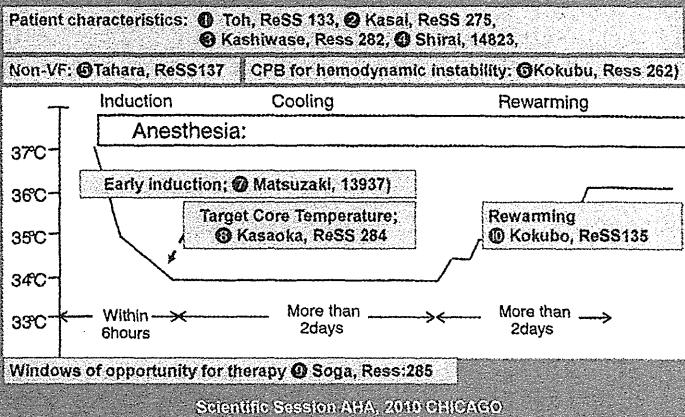 Patient characteristics: ❶ Toh, ReSS 133, ❷ Kasai, ReSS 275,
❸ Kashiwase, Ress 282, ❹ Shirai, 14823,
Non-VF: ❺Tahara, ReSS137
CPB for hemodynamic instability: ❻Kokubu, Ress 262)
Induction Cooling Rewarming
Anesthesia:
37°C
Early induction; ❼ Matsuzaki, 13937)
36°C
Target Core Temperature;
❽ Kasaoka, ReSS 284
Rewarming
❿ Kokubo, ReSS135
35°C
34°C
33°C
Within
6hours
More than
2days
More than
2days
Windows of opportunity for therapy ❾ Soga, Ress:285
Scientific Session AHA, 2010 CHICAGO